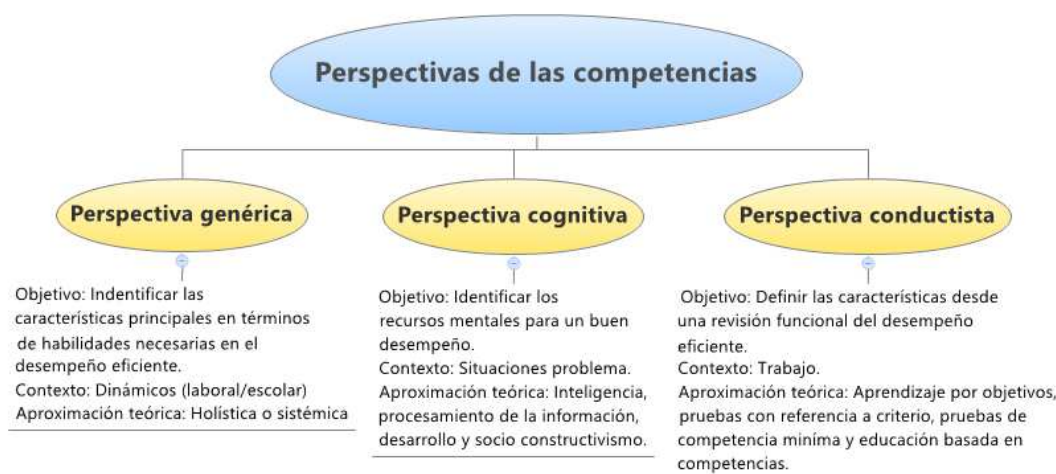 Perspectivas de las competencias
Perspectiva genérica
Objetivo: Indentificar las
características principales en términos
de habilidades necesarias en el
desempeño eficiente.
Contexto: Dinámicos (laboral/escolar)
Aproximación teórica: Holística o sistémica
Perspectiva cognitiva
Objetivo: Identificar los
recursos mentales para un buen
desempeño.
Contexto: Situaciones problema.
Aproximación teórica: Inteligencia,
procesamiento de la información,
desarrollo y socio constructivismo.
Perspectiva conductista
Objetivo: Definir las características desde
una revisión funcional del desempeño
eficiente.
Contexto: Trabajo.
Aproximación teórica: Aprendizaje por objetivos,
pruebas con referencia a criterio, pruebas de
competencia miníma y educación basada en
competencias.